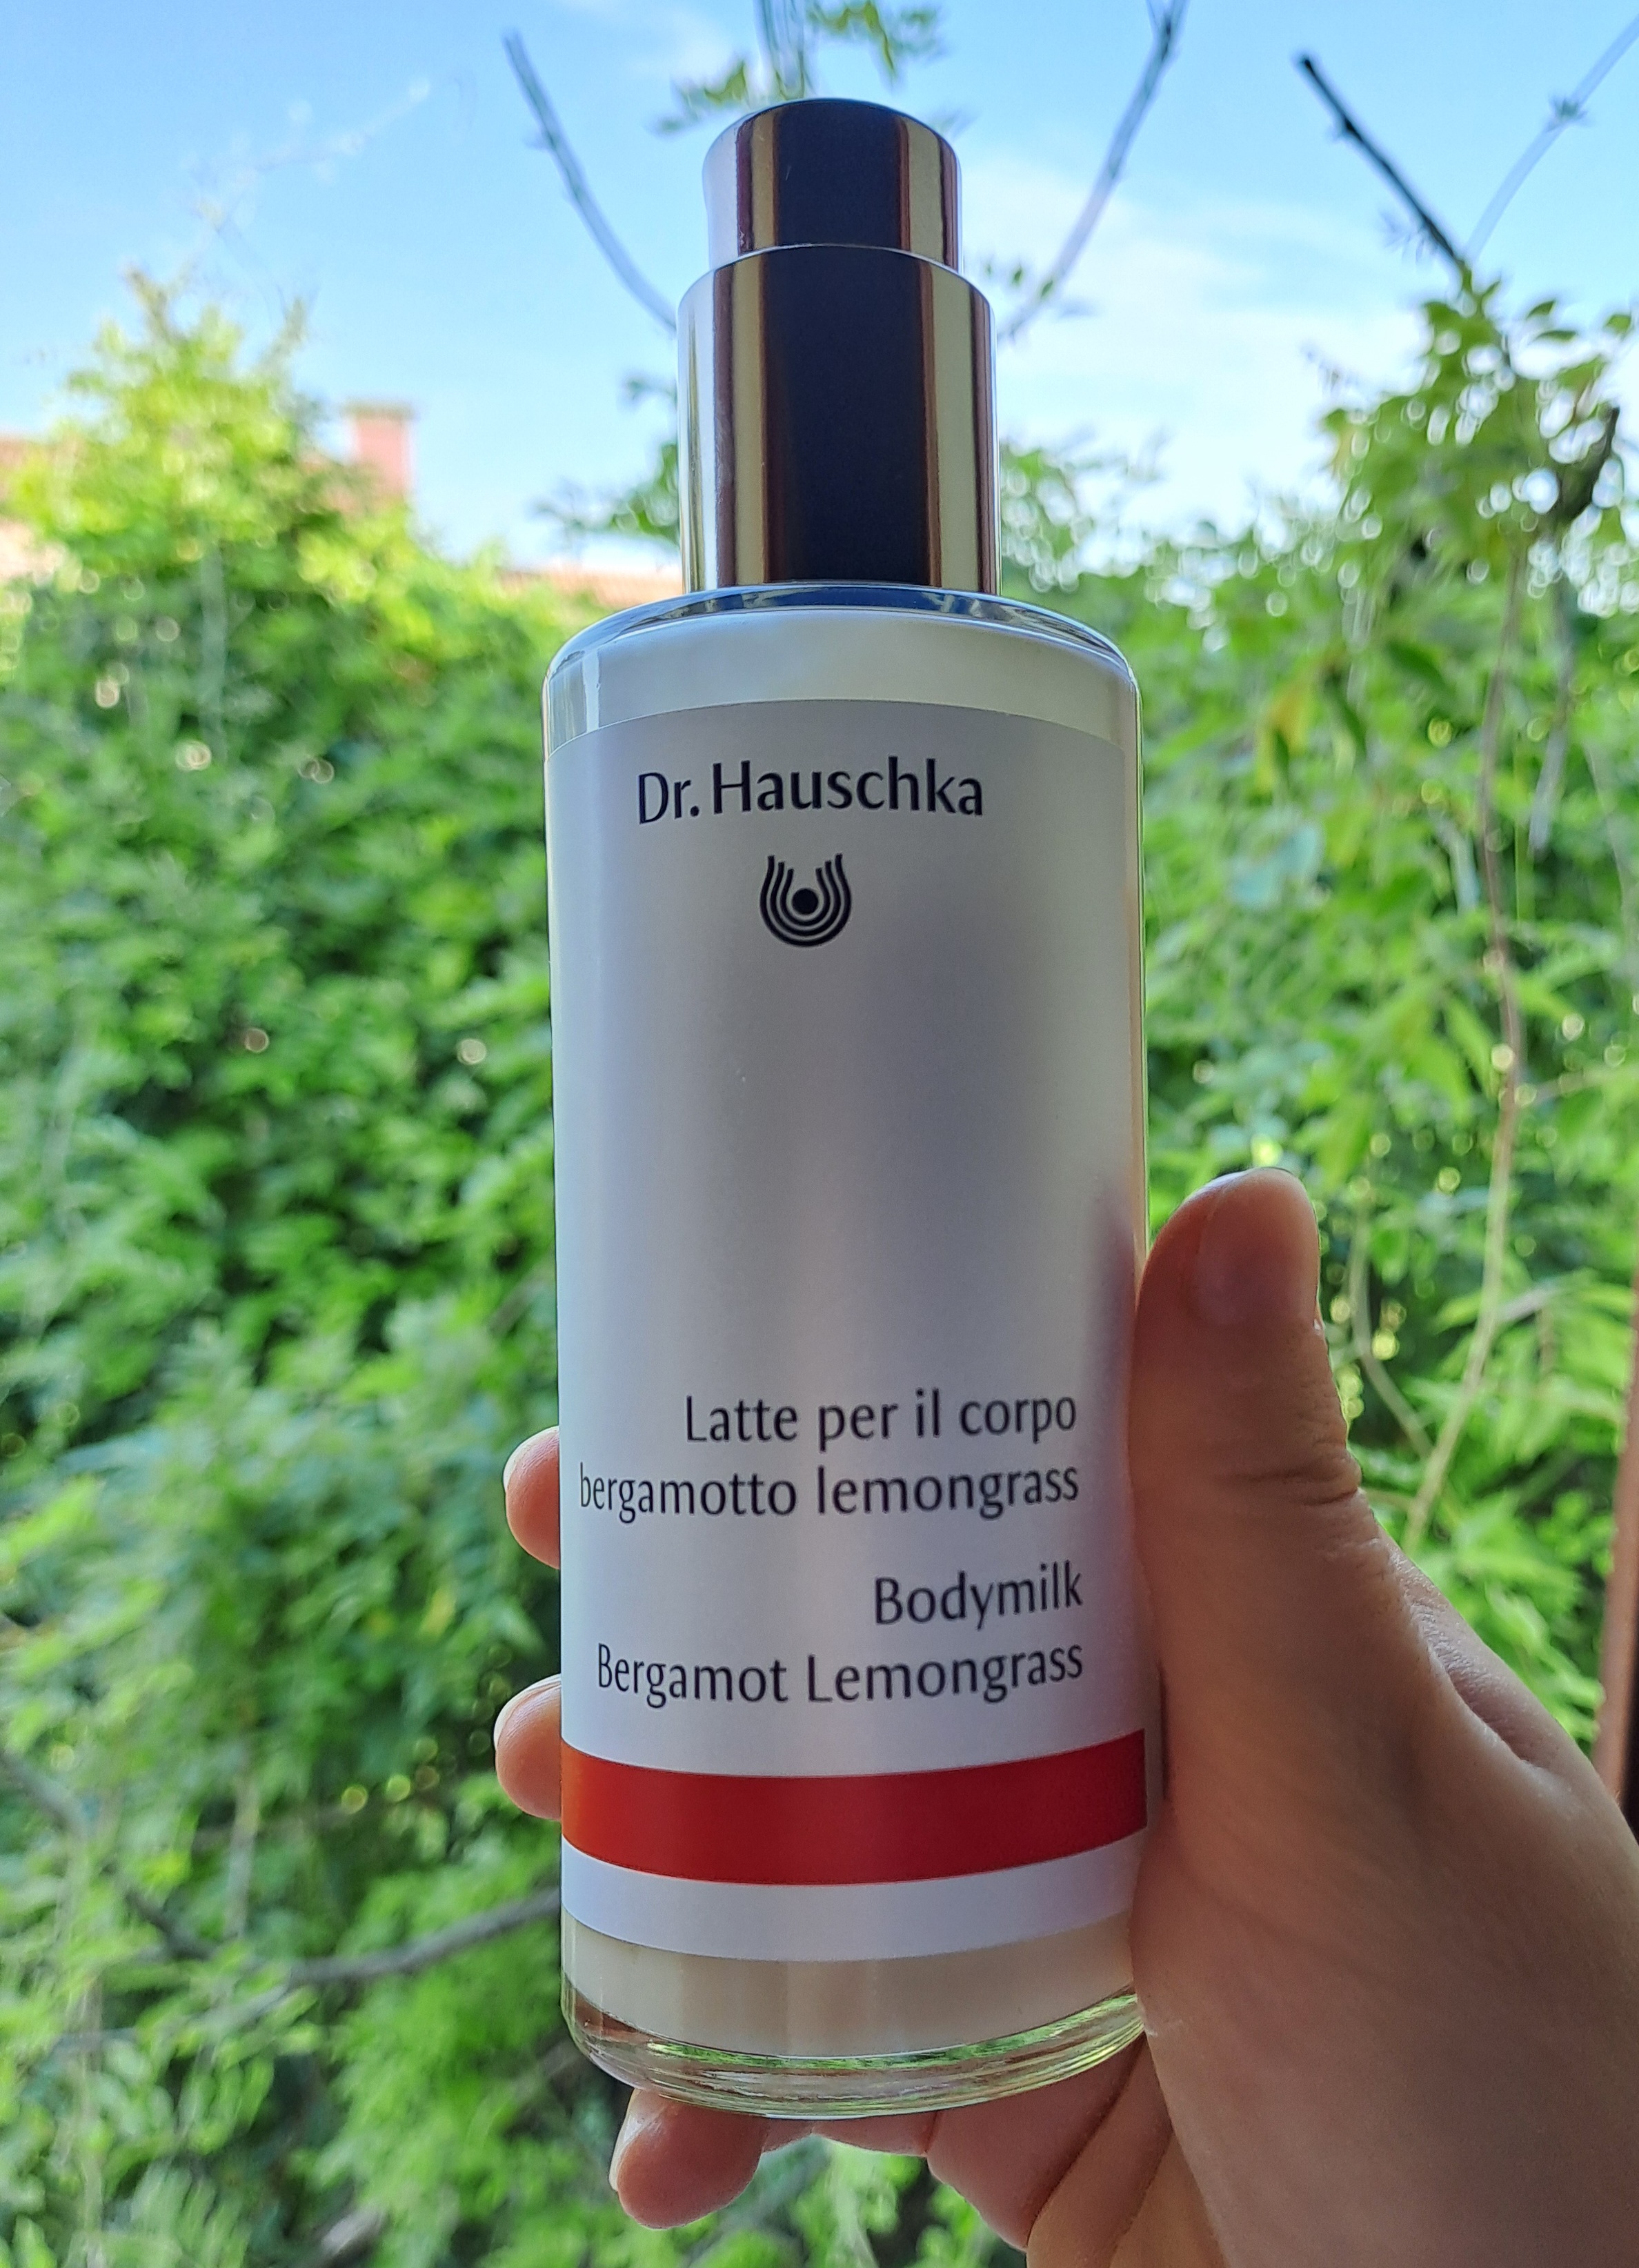 Dr. Hauschka
Latte per il corpo
bergamotto lemongrass
Bodymilk
Bergamot Lemongrass